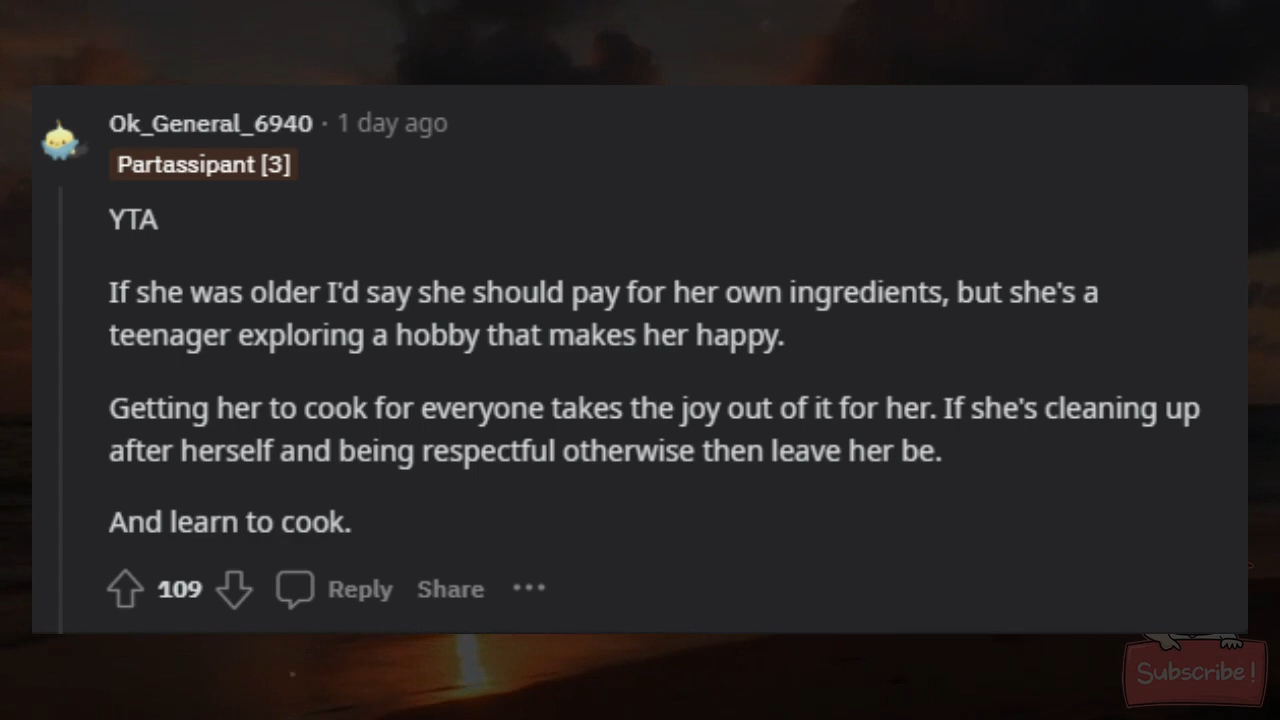 Ok_General_6940 · 1 day ago
Partassipant [3]
YTA
If she was older I'd say she should pay for her own ingredients, but she's a
teenager exploring a hobby that makes her happy.
Getting her to cook for everyone takes the joy out of it for her. If she's cleaning up
after herself and being respectful otherwise then leave her be.
And learn to cook.
109 Reply Share ···
Subscribe!